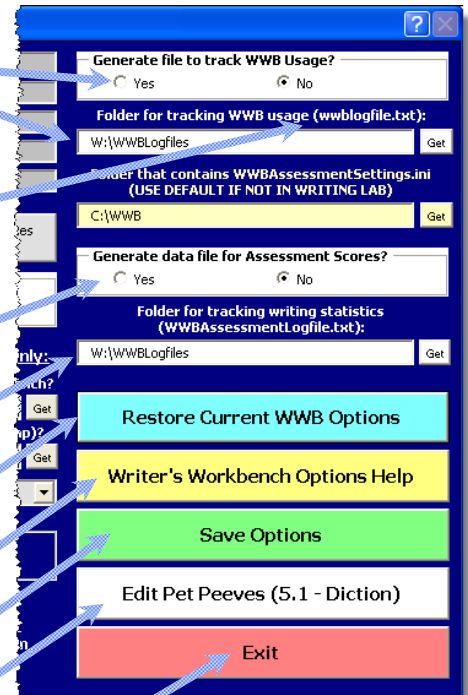 Generate file to track WWB Usage?
Yes No
Folder for tracking WWB usage (wwblogfile.txt):
W:\WWBLogfiles Get
Folder that contains WWBAssessmentSettings.ini
(USE DEFAULT IF NOT IN WRITING LAB)
C:\WWB Get
Generate data file for Assessment Scores?
Yes No
Folder for tracking writing statistics
(WWBAssessmentLogfile.txt):
W:\WWBLogfiles Get
nly:
Get
p)?
Get
Restore Current WWB Options
Writer's Workbench Options Help
Save Options
Edit Pet Peeves (5.1 - Diction)
Exit